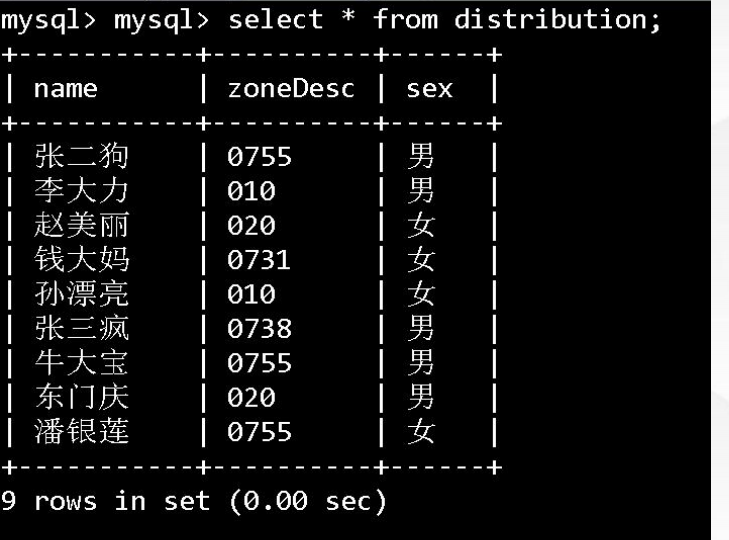 mysql> mysql> select * from distribution;
+-----------+----------+------+
| name | zoneDesc | sex |
+-----------+----------+------+
| 张二狗 | 0755 | 男 |
| 李大力 | 010 | 男 |
| 赵美丽 | 020 | 女 |
| 钱大妈 | 0731 | 女 |
| 孙漂亮 | 010 | 女 |
| 张三疯 | 0738 | 男 |
| 牛大宝 | 0755 | 男 |
| 东门庆 | 020 | 男 |
| 潘银莲 | 0755 | 女 |
+-----------+----------+------+
9 rows in set (0.00 sec)